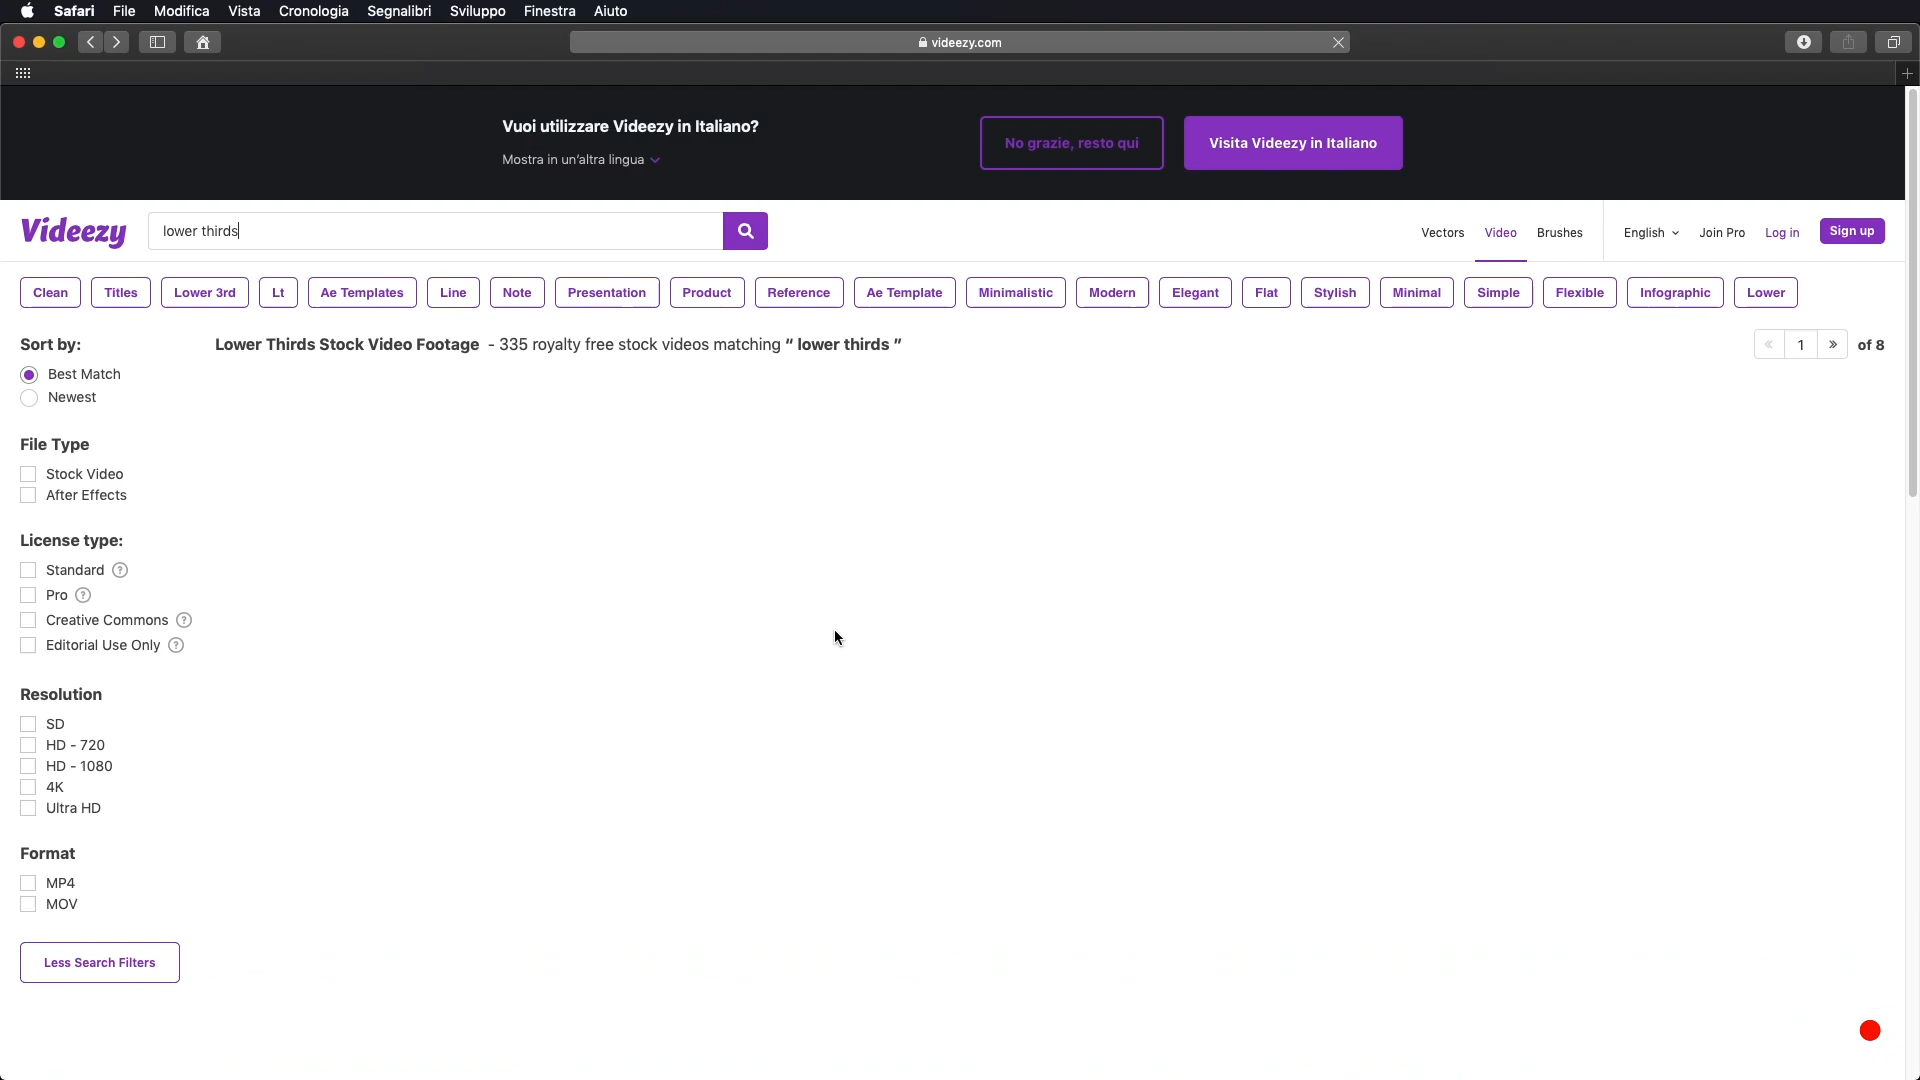 Safari File Modifica Vista Cronologia Segnalibri Sviluppo Finestra Aiuto
videezy.com
Vuoi utilizzare Videezy in Italiano?
Mostra in un'altra lingua
No grazie, resto qui
Visita Videezy in Italiano
Videezy
lower thirds
Vectors Video Brushes English Join Pro Log in Sign up
Clean Titles Lower 3rd Lt Ae Templates Line Note Presentation Product Reference Ae Template Minimalistic Modern Elegant Flat Stylish Minimal Simple Flexible Infographic Lower
Sort by:
Best Match
Newest
Lower Thirds Stock Video Footage - 335 royalty free stock videos matching “ lower thirds ”
« 1 » of 8
File Type
Stock Video
After Effects
License type:
Standard ?
Pro ?
Creative Commons ?
Editorial Use Only ?
Resolution
SD
HD - 720
HD - 1080
4K
Ultra HD
Format
MP4
MOV
Less Search Filters